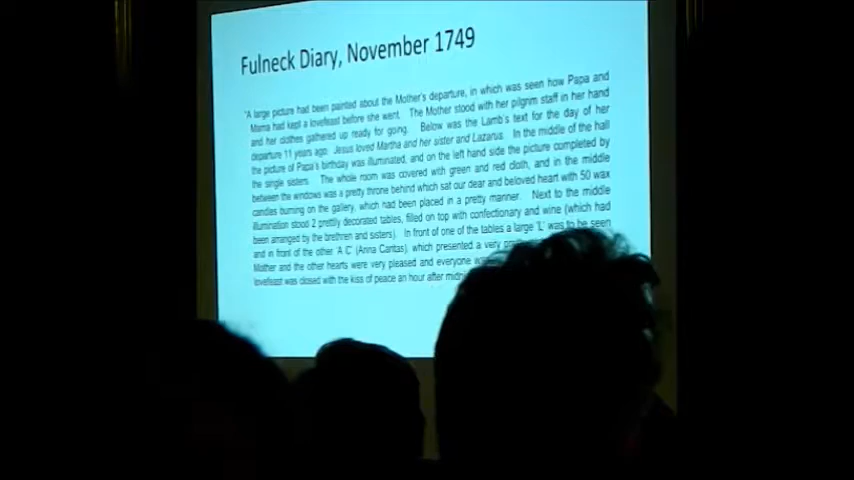 Fulneck Diary, November 1749
"A large picture had been painted about the Mother's departure, in which was seen how Papa and
Mama had kept a lovefeast before she went. The Mother stood with her pilgrim staff in her hand
and her clothes gathered up ready for going. Below was the Lamb's text for the day of her
departure 11 years ago. Jesus loved Martha and her sister and Lazarus. In the middle of the hall
the picture of Papa's birthday was illuminated, and on the left hand side the picture completed by
the single sisters. The whole room was covered with green and red cloth, and in the middle
between the windows was a pretty throne behind which sat our dear and beloved heart with 50 wax
candles burning on the gallery, which had been placed in a pretty manner. Next to the middle
illumination stood 2 prettily decorated tables, filled on top with confectionary and wine (which had
been arranged by the brethren and sisters). In front of one of the tables a large 'L' was to be seen
and in front of the other 'A C' (Anna Caritas), which presented a very
Mother and the other hearts were very pleased and everyone
lovefeast was closed with the kiss of peace an hour after